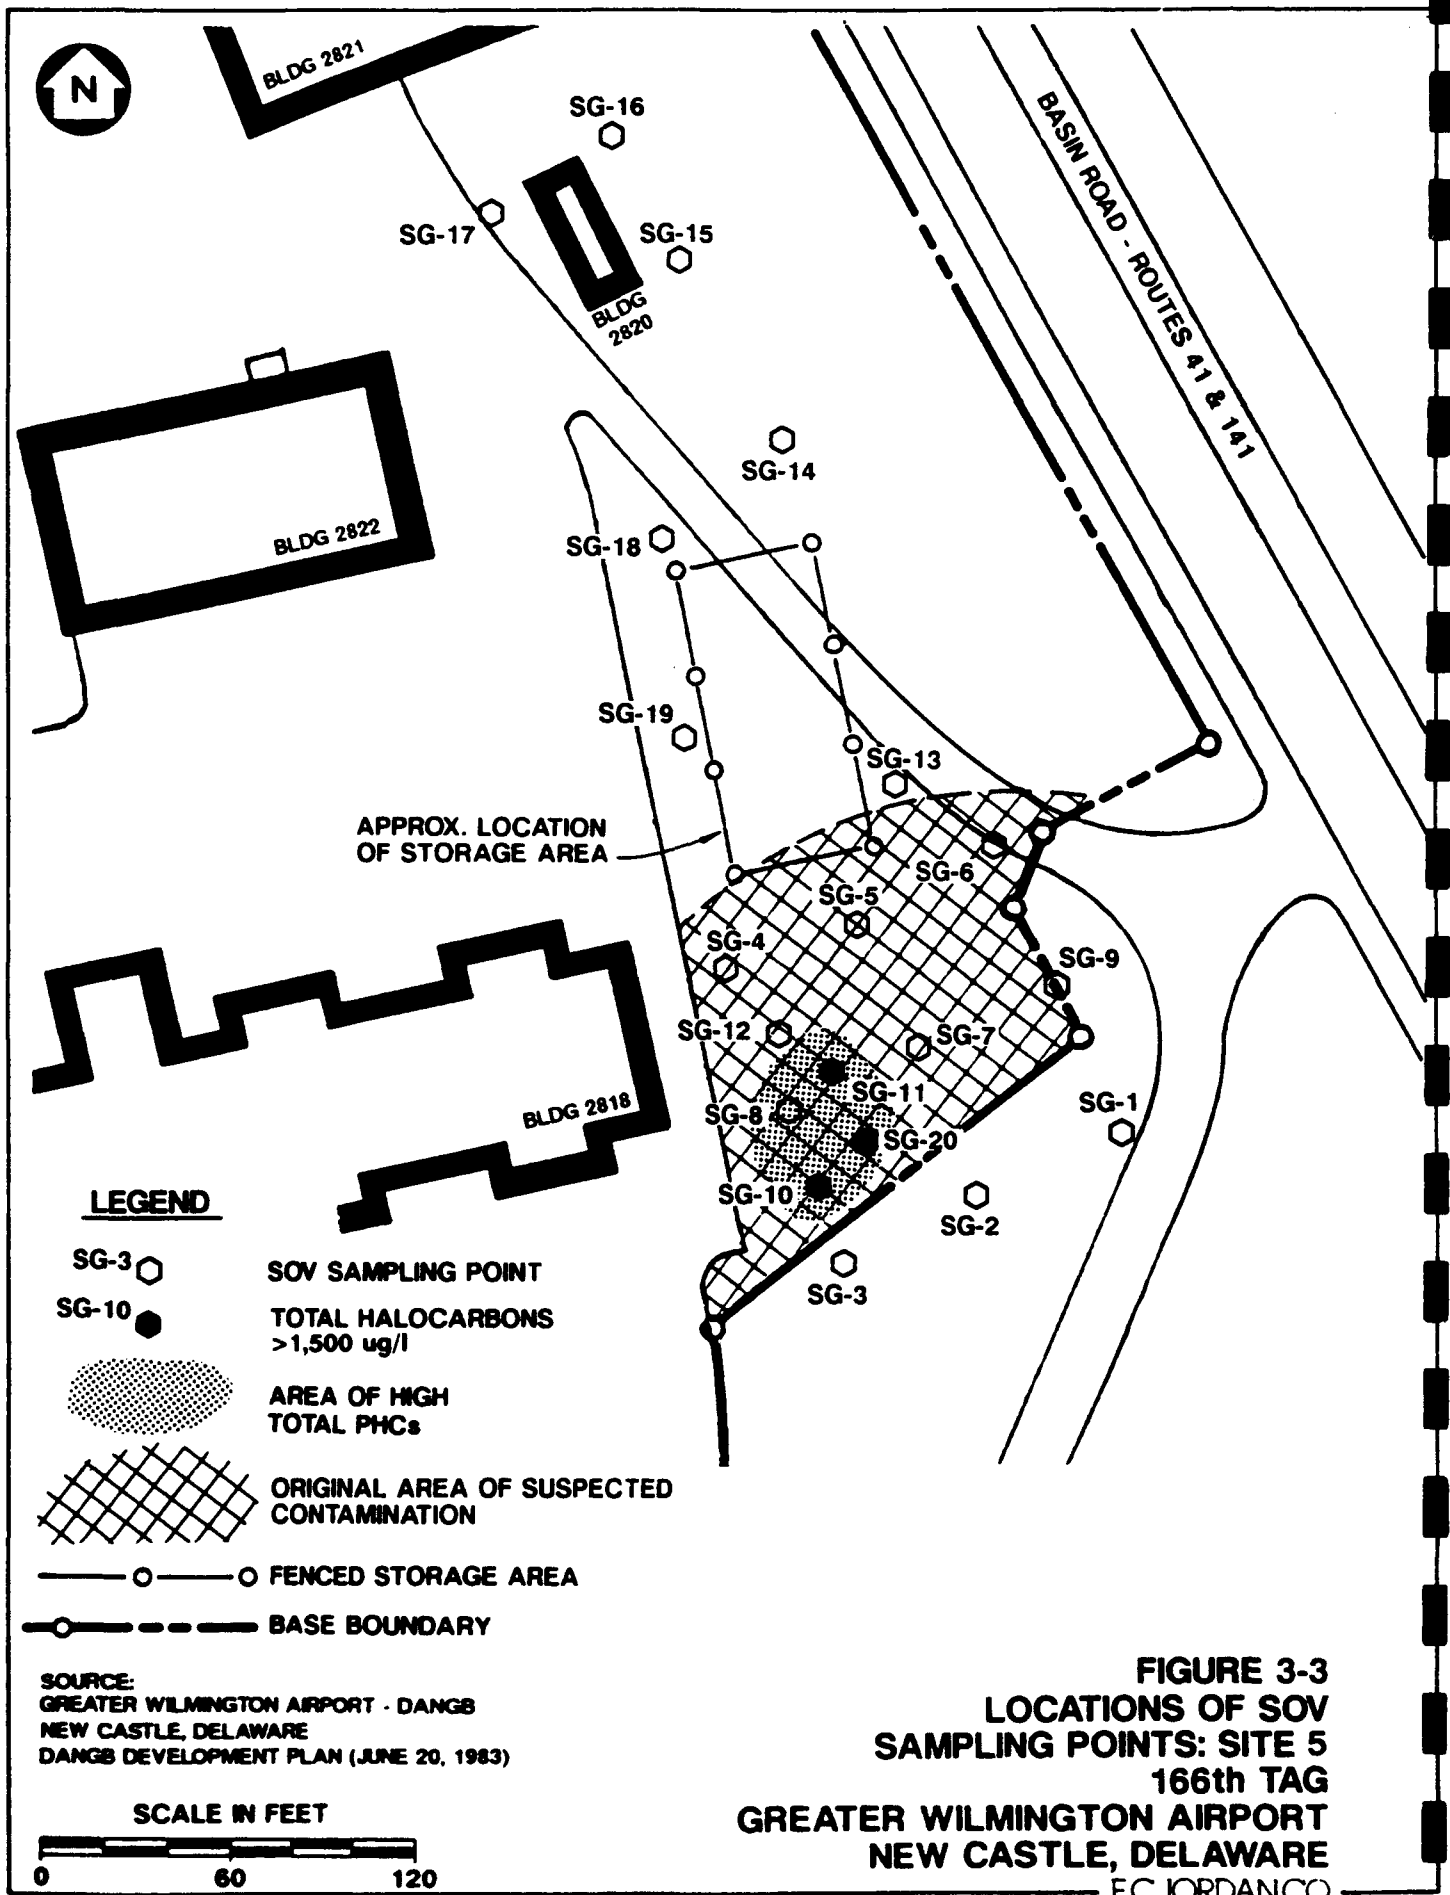 N
BLDG 2821
SG-16
SG-17
SG-15
BLDG
2820
BASIN ROAD - ROUTES 41 & 141
SG-14
BLDG 2822
SG-18
SG-19
SG-13
APPROX. LOCATION
OF STORAGE AREA
SG-6
SG-5
SG-4
SG-9
SG-12
SG-7
SG-11
SG-8
SG-1
BLDG 2818
SG-20
SG-10
SG-2
SG-3
LEGEND
SG-3
SOV SAMPLING POINT
SG-10
TOTAL HALOCARBONS
>1,500 ug/l
AREA OF HIGH
TOTAL PHCs
ORIGINAL AREA OF SUSPECTED
CONTAMINATION
FENCED STORAGE AREA
BASE BOUNDARY
SOURCE:
GREATER WILMINGTON AIRPORT - DANGB
NEW CASTLE, DELAWARE
DANGB DEVELOPMENT PLAN (JUNE 20, 1983)
SCALE IN FEET
0 60 120
FIGURE 3-3
LOCATIONS OF SOV
SAMPLING POINTS: SITE 5
166th TAG
GREATER WILMINGTON AIRPORT
NEW CASTLE, DELAWARE
E.C. JORDAN CO